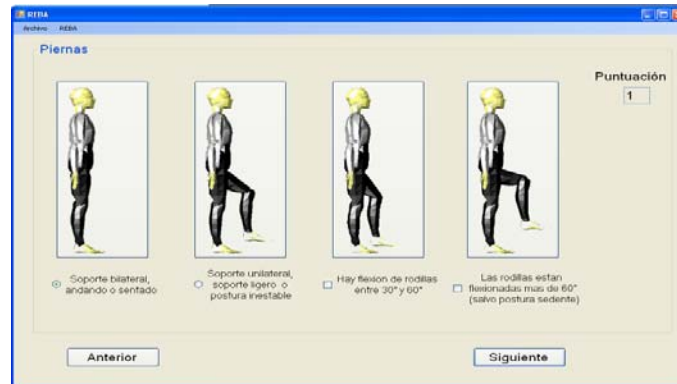 REBA
Archivo REBA
Piernas
Puntuación
1
Soporte bilateral,
andando o sentado
Soporte unilateral,
soporte ligero o
postura inestable
Hay flexion de rodillas
entre 30° y 60°
Las rodillas estan
flexionadas mas de 60°
(salvo postura sedente)
Anterior
Siguiente